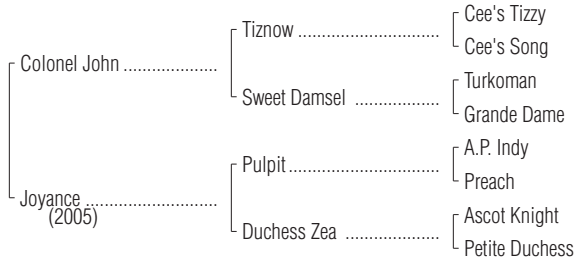 Cee's Tizzy
Tiznow ....................................
Cee's Song
Colonel John ......................
Turkoman
Sweet Damsel ....................
Grande Dame
A.P. Indy
Pulpit ......................................
Preach
Joyance ...............................
(2005)
Ascot Knight
Duchess Zea ......................
Petite Duchess